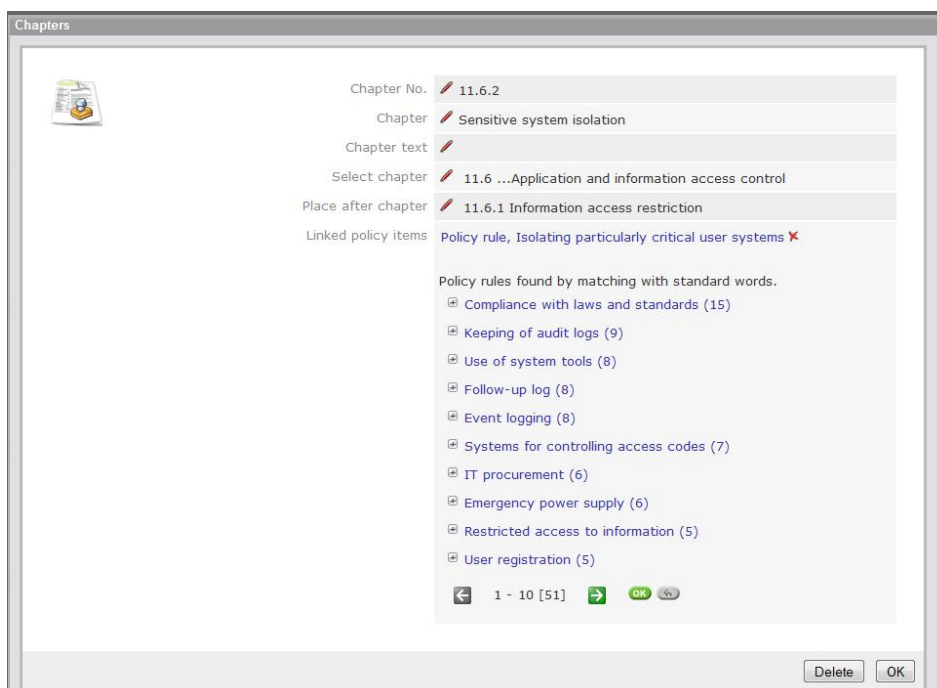 Chapters
Chapter No. 11.6.2
Chapter Sensitive system isolation
Chapter text
Select chapter 11.6 ...Application and information access control
Place after chapter 11.6.1 Information access restriction
Linked policy items Policy rule, Isolating particularly critical user systems
Policy rules found by matching with standard words.
Compliance with laws and standards (15)
Keeping of audit logs (9)
Use of system tools (8)
Follow-up log (8)
Event logging (8)
Systems for controlling access codes (7)
IT procurement (6)
Emergency power supply (6)
Restricted access to information (5)
User registration (5)
1 - 10 [51] OK
Delete OK